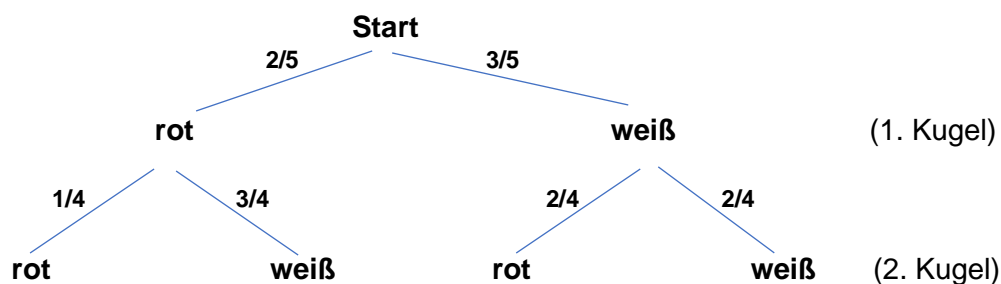 Start
2/5 3/5
rot weiß (1. Kugel)
1/4 3/4 2/4 2/4
rot weiß rot weiß (2. Kugel)